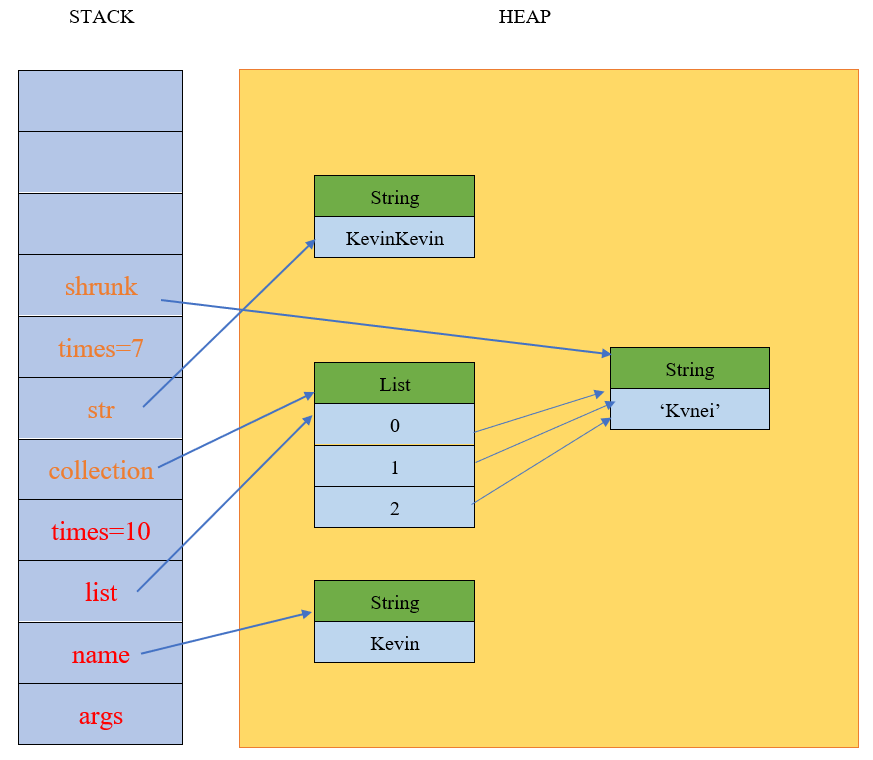 STACK
HEAP
shrunk
times=7
str
collection
times=10
list
name
args
String
KevinKevin
List
0
1
2
String
Kevin
String
‘Kvnei’